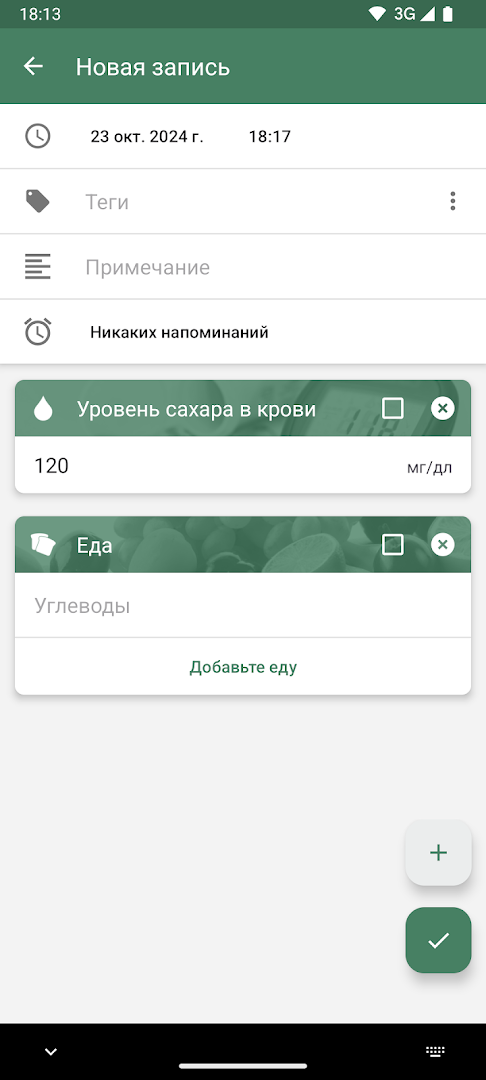 18:13
3G
Новая запись
23 окт. 2024 г. 18:17
Теги
Примечание
Никаких напоминаний
Уровень сахара в крови
120 мг/дл
Еда
Углеводы
Добавьте еду